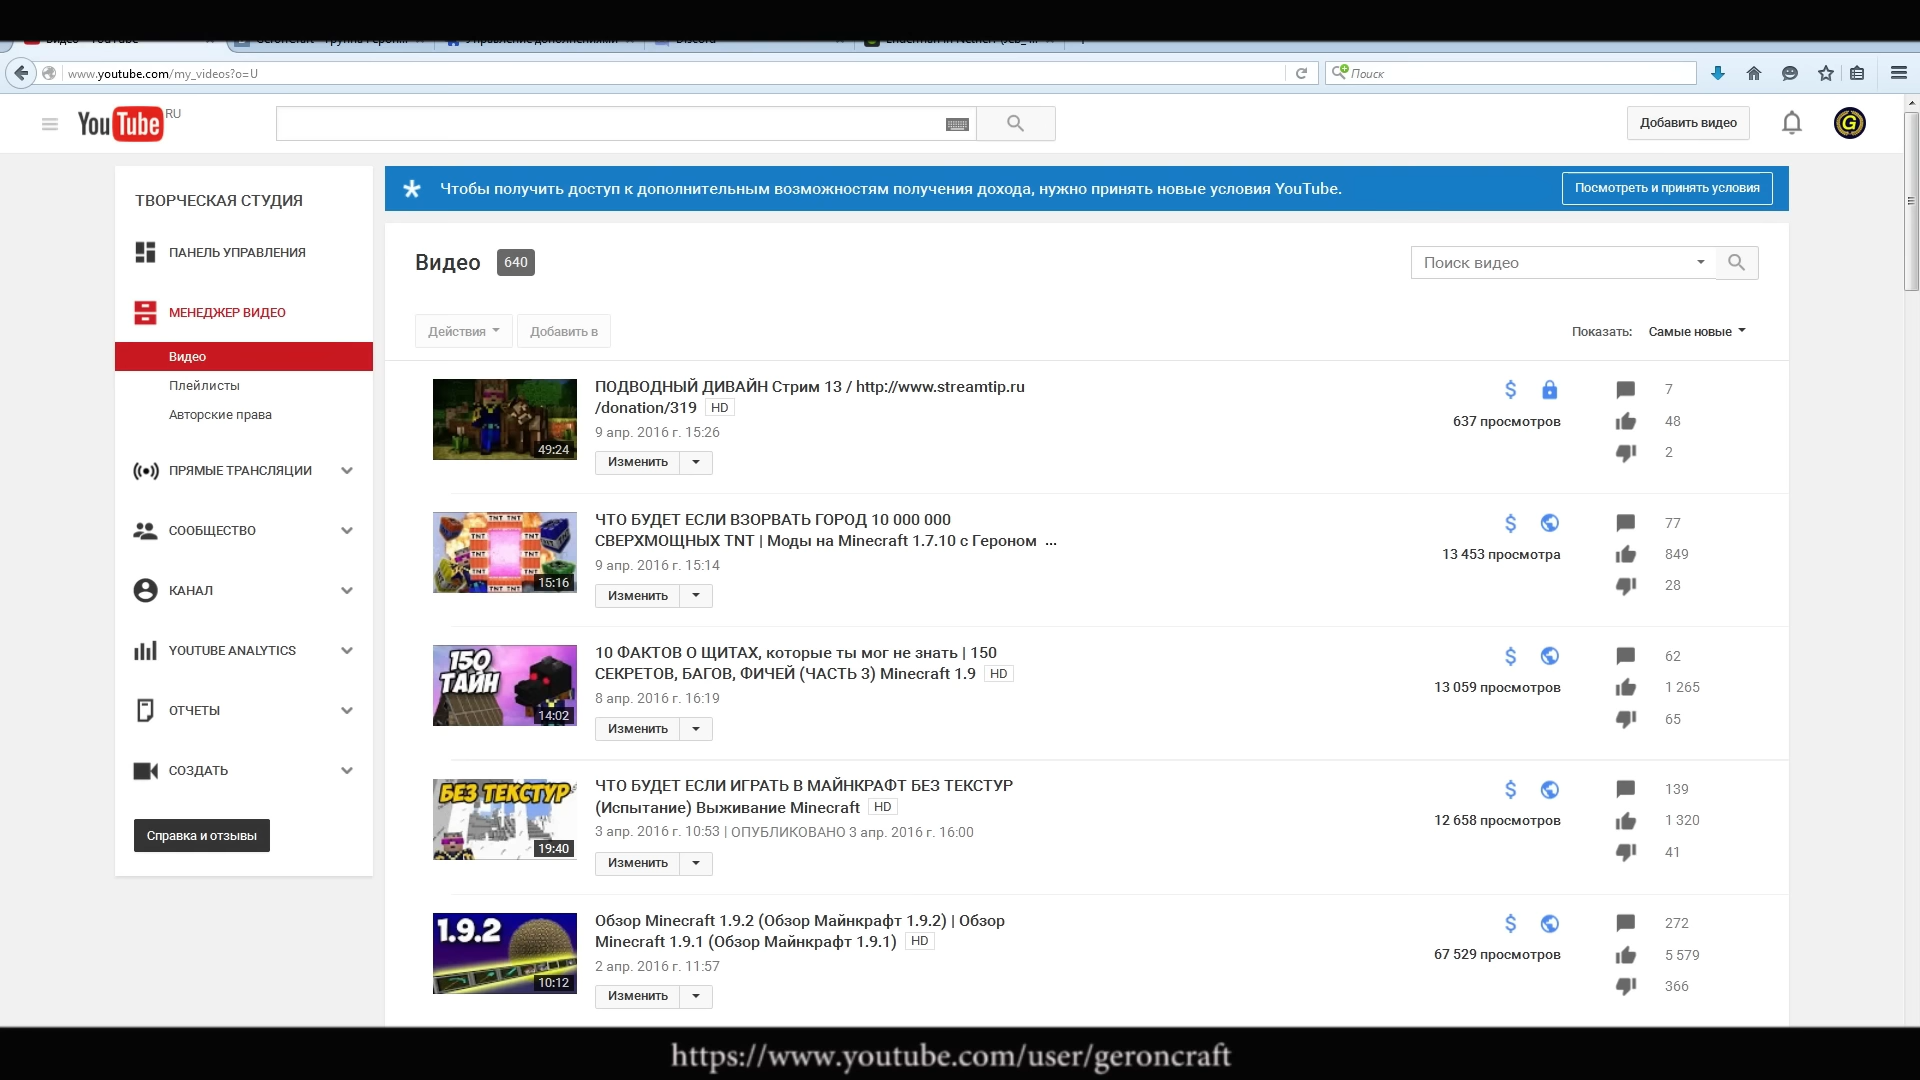 www.youtube.com/my_videos?o=U
Поиск
YouTube RU
Добавить видео
G
ТВОРЧЕСКАЯ СТУДИЯ
ПАНЕЛЬ УПРАВЛЕНИЯ
МЕНЕДЖЕР ВИДЕО
Видео
Плейлисты
Авторские права
ПРЯМЫЕ ТРАНСЛЯЦИИ
СООБЩЕСТВО
КАНАЛ
YOUTUBE ANALYTICS
ОТЧЕТЫ
СОЗДАТЬ
Справка и отзывы
Чтобы получить доступ к дополнительным возможностям получения дохода, нужно принять новые условия YouTube.
Посмотреть и принять условия
Видео 640
Поиск видео
Действия
Добавить в
Показать: Самые новые
49:24
ПОДВОДНЫЙ ДИВАЙН Стрим 13 / http://www.streamtip.ru
/donation/319 HD
9 апр. 2016 г. 15:26
Изменить
637 просмотров
7
48
2
TNT TNT
TNT TNT
TNT TNT
15:16
ЧТО БУДЕТ ЕСЛИ ВЗОРВАТЬ ГОРОД 10 000 000
СВЕРХМОЩНЫХ TNT | Моды на Minecraft 1.7.10 с Героном ...
9 апр. 2016 г. 15:14
Изменить
13 453 просмотра
77
849
28
150
ТАЙН
14:02
10 ФАКТОВ О ЩИТАХ, которые ты мог не знать | 150
СЕКРЕТОВ, БАГОВ, ФИЧЕЙ (ЧАСТЬ 3) Minecraft 1.9 HD
8 апр. 2016 г. 16:19
Изменить
13 059 просмотров
62
1 265
65
БЕЗ ТЕКСТУР
19:40
ЧТО БУДЕТ ЕСЛИ ИГРАТЬ В МАЙНКРАФТ БЕЗ ТЕКСТУР
(Испытание) Выживание Minecraft HD
3 апр. 2016 г. 10:53 | ОПУБЛИКОВАНО 3 апр. 2016 г. 16:00
Изменить
12 658 просмотров
139
1 320
41
1.9.2
10:12
Обзор Minecraft 1.9.2 (Обзор Майнкрафт 1.9.2) | Обзор
Minecraft 1.9.1 (Обзор Майнкрафт 1.9.1) HD
2 апр. 2016 г. 11:57
Изменить
67 529 просмотров
272
5 579
366
https://www.youtube.com/user/geroncraft